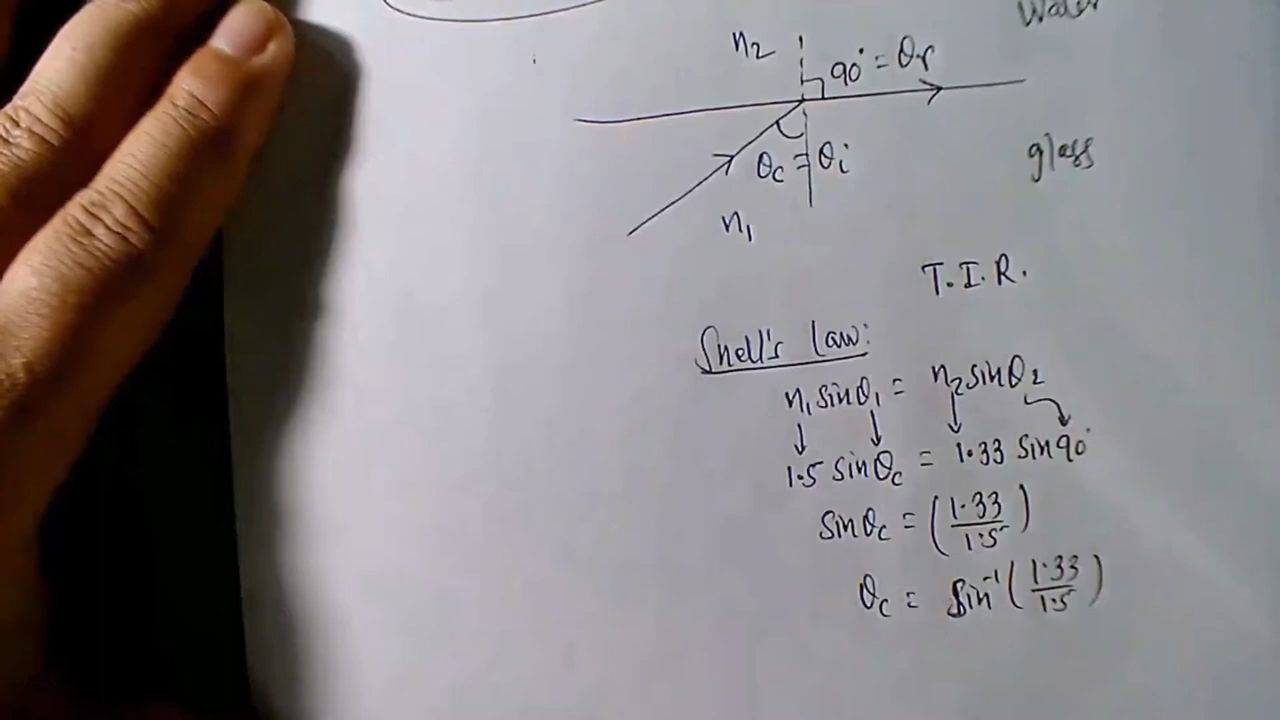 Water
n₂ 90° = θr
glass
θc = θi
n₁
T.I.R.
Snell's law:
n₁ sinθ₁ = n₂ sinθ₂
↓ ↓ ↓
1.5 sinθc = 1.33 sin90°
sinθc = (1.33/1.5)
θc = sin⁻¹(1.33/1.5)